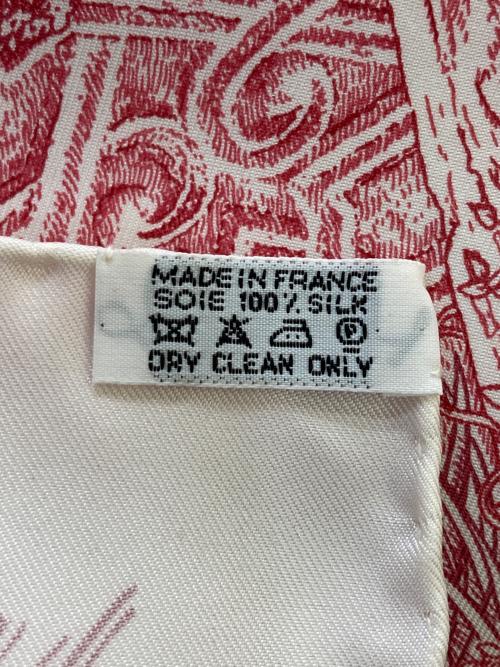 MADE IN FRANCE
SOIE 100% SILK
DRY CLEAN ONLY